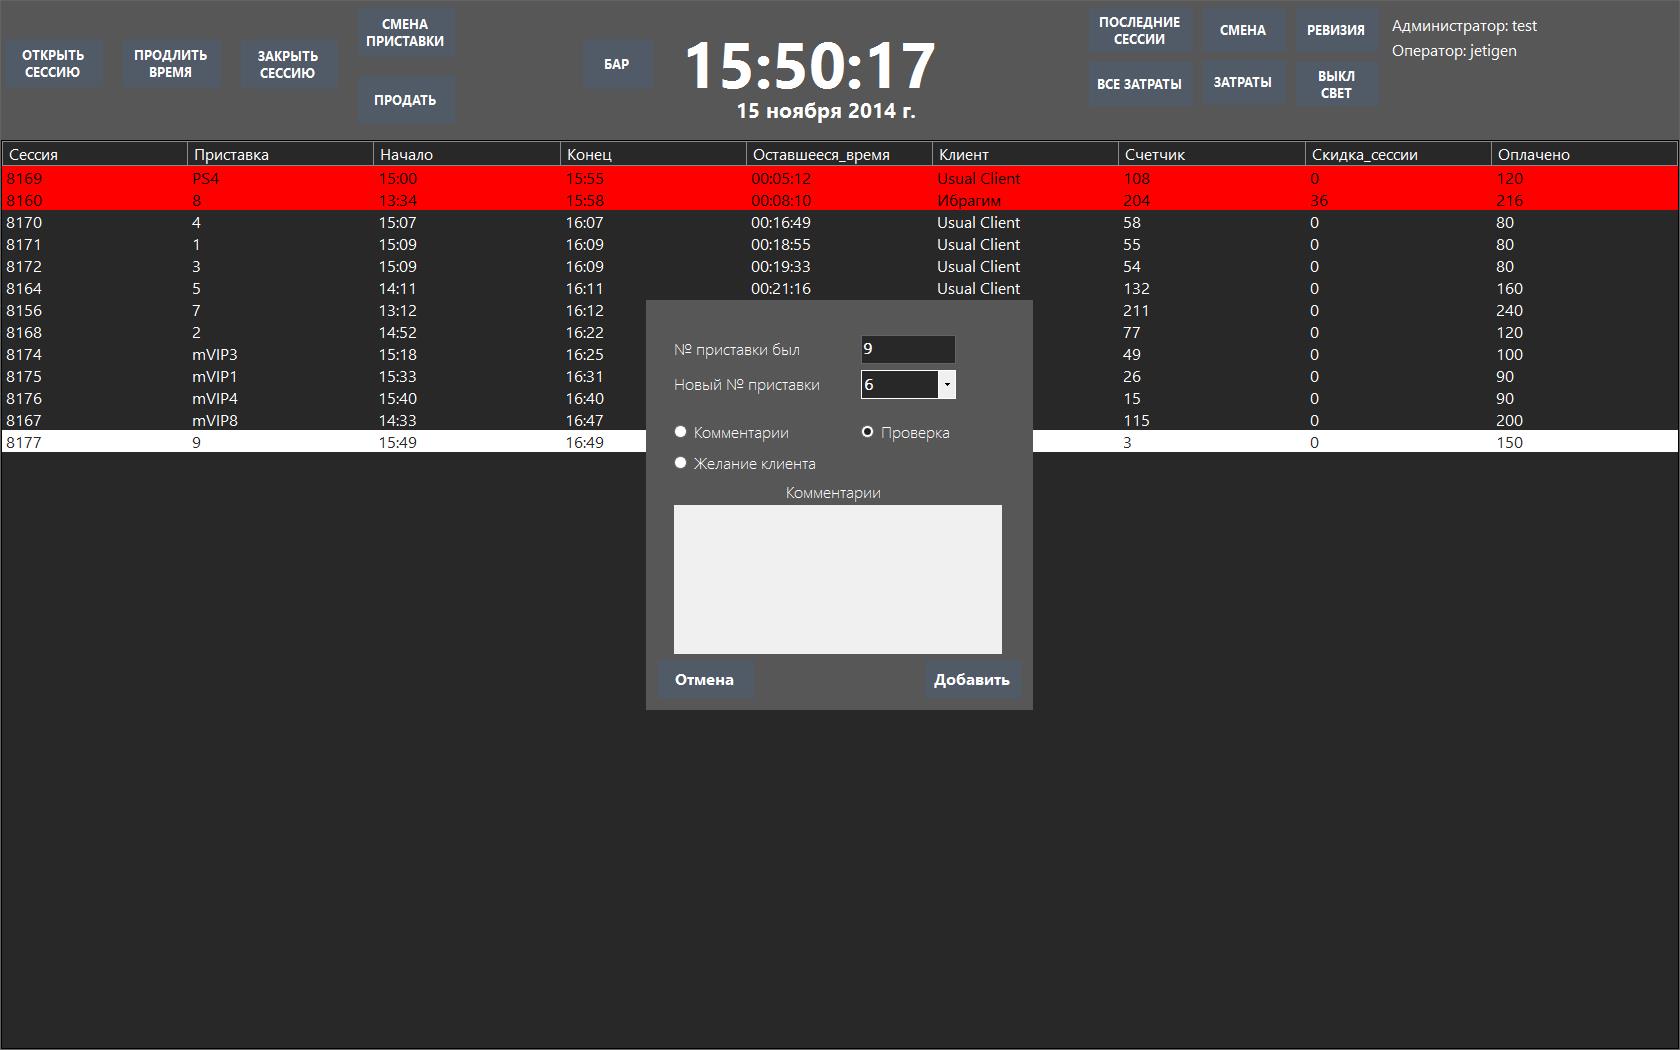 ОТКРЫТЬ
СЕССИЮ
ПРОДЛИТЬ
ВРЕМЯ
ЗАКРЫТЬ
СЕССИЮ
СМЕНА
ПРИСТАВКИ
ПРОДАТЬ
БАР
15:50:17
15 ноября 2014 г.
ПОСЛЕДНИЕ
СЕССИИ
СМЕНА
РЕВИЗИЯ
ВСЕ ЗАТРАТЫ
ЗАТРАТЫ
ВЫКЛ
СВЕТ
Администратор: test
Оператор: jetigen
Сессия Приставка Начало Конец Оставшееся_время Клиент Счетчик Скидка_сессии Оплачено
8169 PS4 15:00 15:55 00:05:12 Usual Client 108 0 120
8160 8 13:34 15:58 00:08:10 Ибрагим 204 36 216
8170 4 15:07 16:07 00:16:49 Usual Client 58 0 80
8171 1 15:09 16:09 00:18:55 Usual Client 55 0 80
8172 3 15:09 16:09 00:19:33 Usual Client 54 0 80
8164 5 14:11 16:11 00:21:16 Usual Client 132 0 160
8156 7 13:12 16:12 211 0 240
8168 2 14:52 16:22 77 0 120
8174 mVIP3 15:18 16:25 49 0 100
8175 mVIP1 15:33 16:31 26 0 90
8176 mVIP4 15:40 16:40 15 0 90
8167 mVIP8 14:33 16:47 115 0 200
8177 9 15:49 16:49 3 0 150
№ приставки был 9
Новый № приставки 6
Комментарии Проверка
Желание клиента
Комментарии
Отмена Добавить